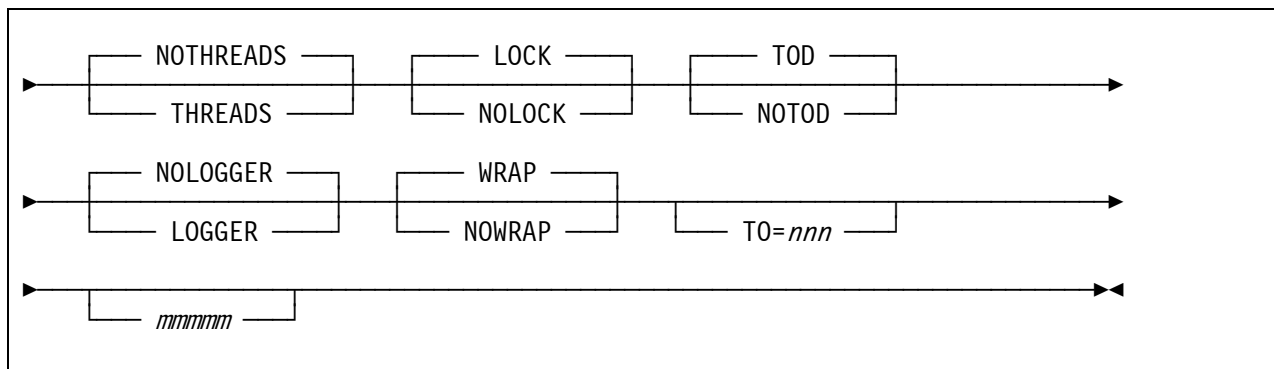 NOTHREADS LOCK TOD
THREADS NOLOCK NOTOD
NOLOGGER WRAP
LOGGER NOWRAP TO=nnn
mmmmm